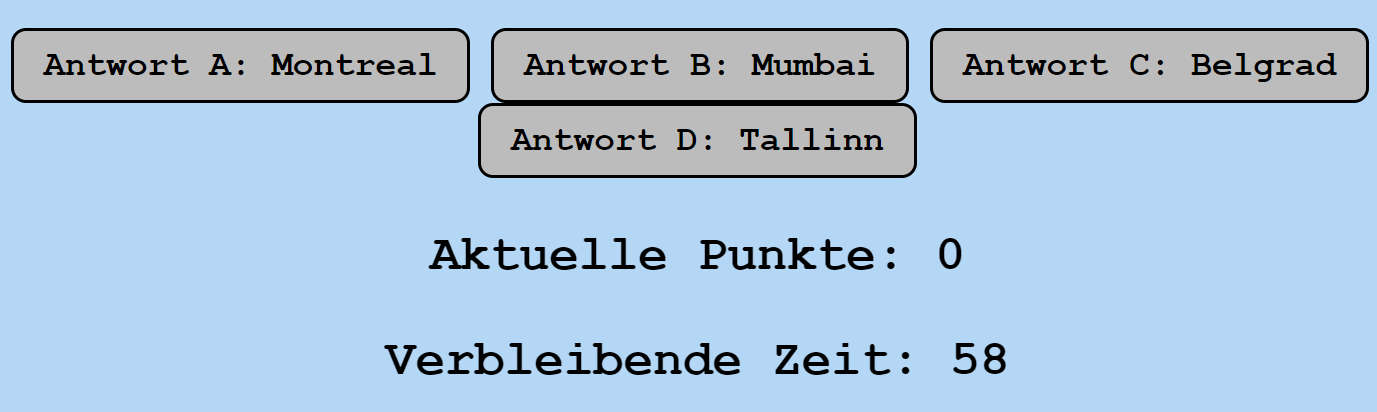 Antwort A: Montreal
Antwort B: Mumbai
Antwort C: Belgrad
Antwort D: Tallinn
Aktuelle Punkte: 0
Verbleibende Zeit: 58